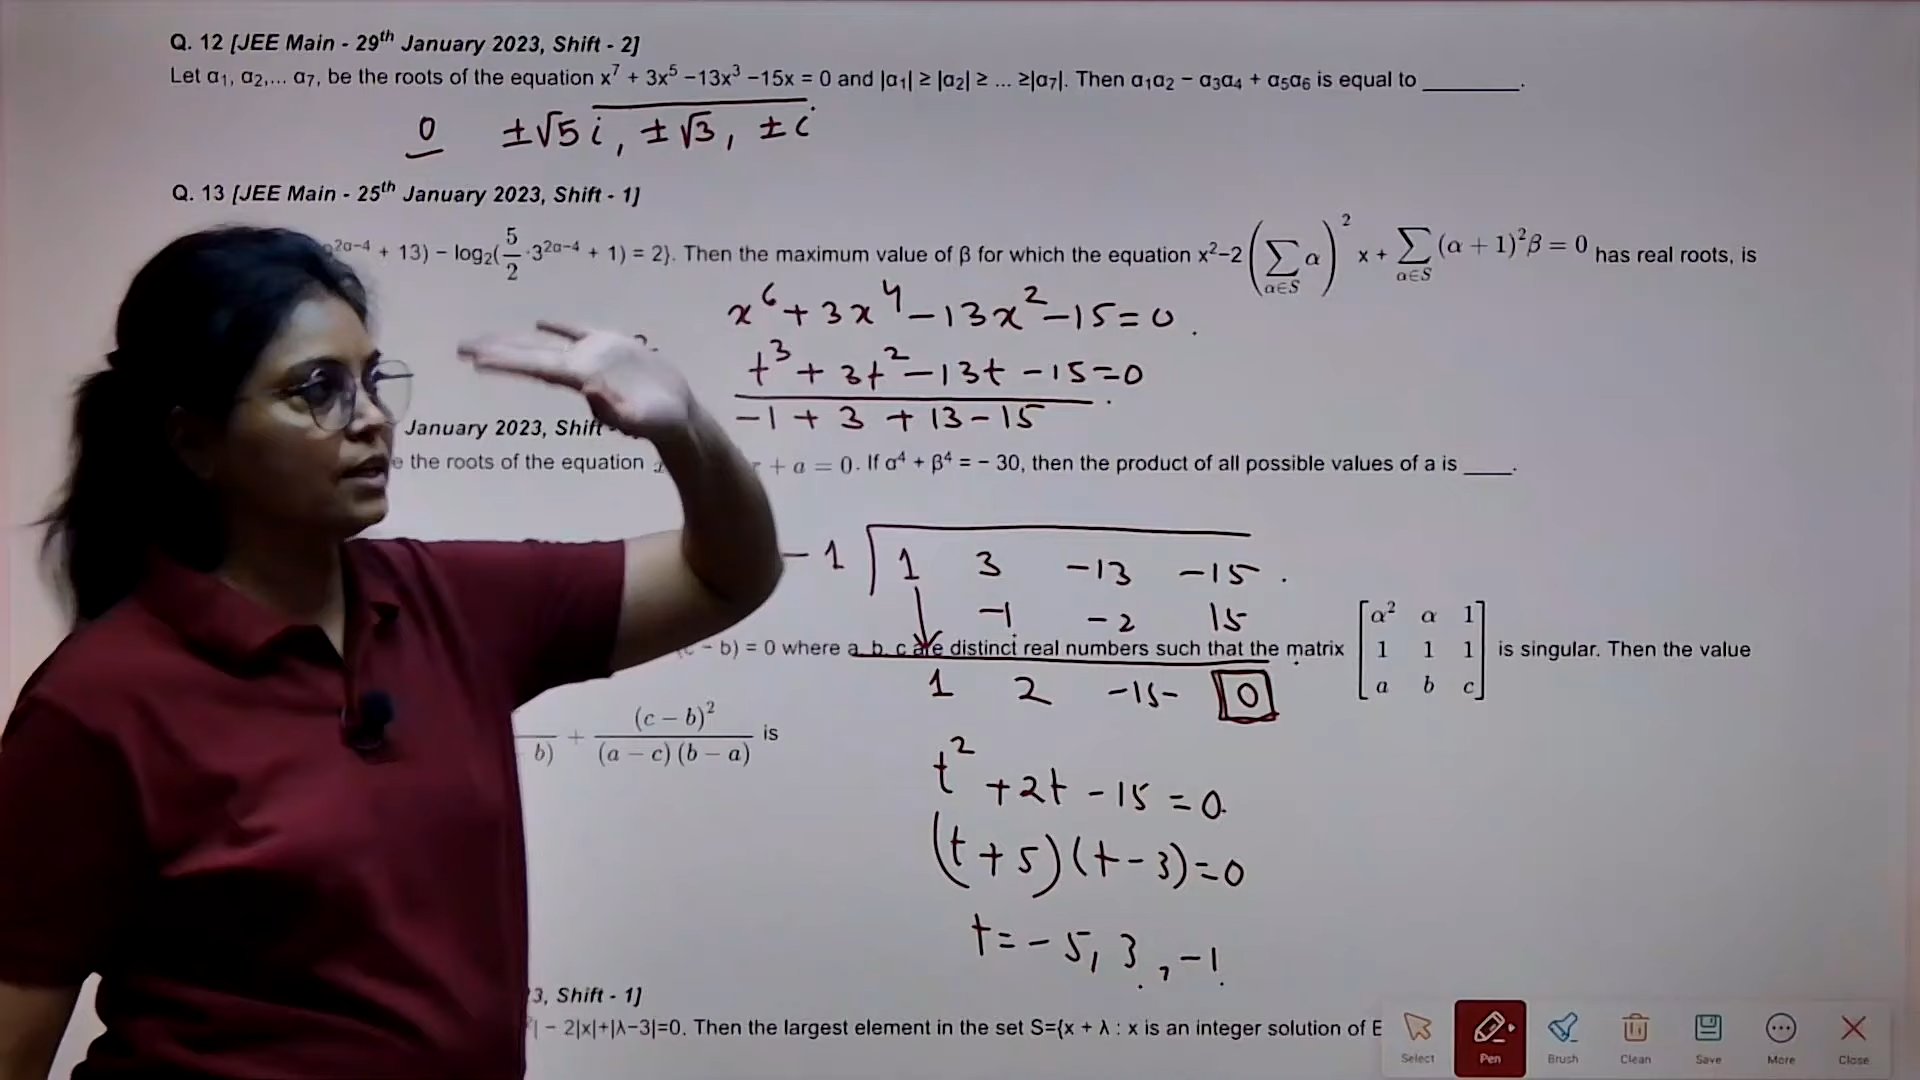 Q. 12 [JEE Main - 29th January 2023, Shift - 2]
Let α1, α2,... α7, be the roots of the equation x⁷ + 3x⁵ −13x³ −15x = 0 and |α1| ≥ |α2| ≥ ... ≥|α7|. Then α1α2 − α3α4 + α5α6 is equal to ________.
0 ±√5 i, ±√3, ±i
Q. 13 [JEE Main - 25th January 2023, Shift - 1]
2α−4 + 13) − log₂(5/2 ·3^2α−4 + 1) = 2}. Then the maximum value of β for which the equation x²−2(∑α∈S α)² x + ∑α∈S (α + 1)²β = 0 has real roots, is
x⁶ + 3x⁴ − 13x² − 15 = 0
t³ + 3t² − 13t − 15 = 0
−1 + 3 + 13 − 15
January 2023, Shift
the roots of the equation + a = 0. If α⁴ + β⁴ = − 30, then the product of all possible values of a is ____.
−1 1 3 −13 −15
−1 −2 15
− b) = 0 where a, b, c are distinct real numbers such that the matrix [α² α 1 1 1 1 a b c] is singular. Then the value
1 2 −15 0
b) + (c − b)² / (a − c) (b − a) is
t² + 2t − 15 = 0
(t + 5)(t − 3) = 0
t = − 5, 3, −1
3, Shift - 1]
| − 2|x|+|λ−3|=0. Then the largest element in the set S={x + λ : x is an integer solution of E
Select Pen Brush Clean Save More Close